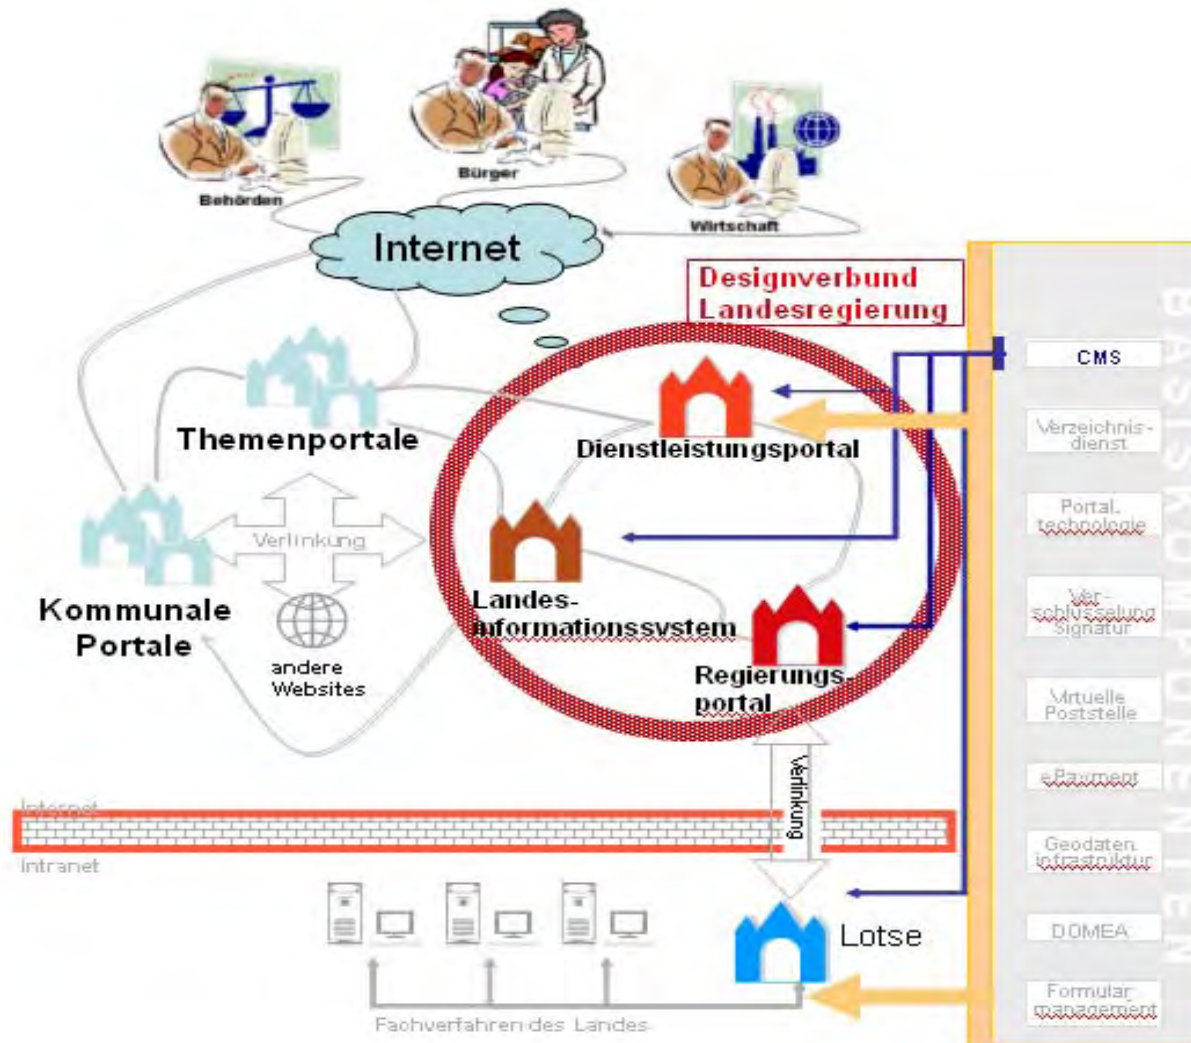 Behörden
Bürger
Wirtschaft
Internet
Designverbund
Landesregierung
Themenportale
Dienstleistungsportal
Verlinkung
Kommunale
Portale
andere
Websites
Landes-
informationssvstem
Regierungs-
portal
Verlinkung
Internet
Intranet
Lotse
Fachverfahren des Landes
BASISKOMPONENTEN
CMS
Verzeichnis-
dienst
Portal-
technologie
Ver-
schlüsselung
Signatur
Virtuelle
Poststelle
ePayment
Geodaten
infrastruktur
DOMEA
Formular
management